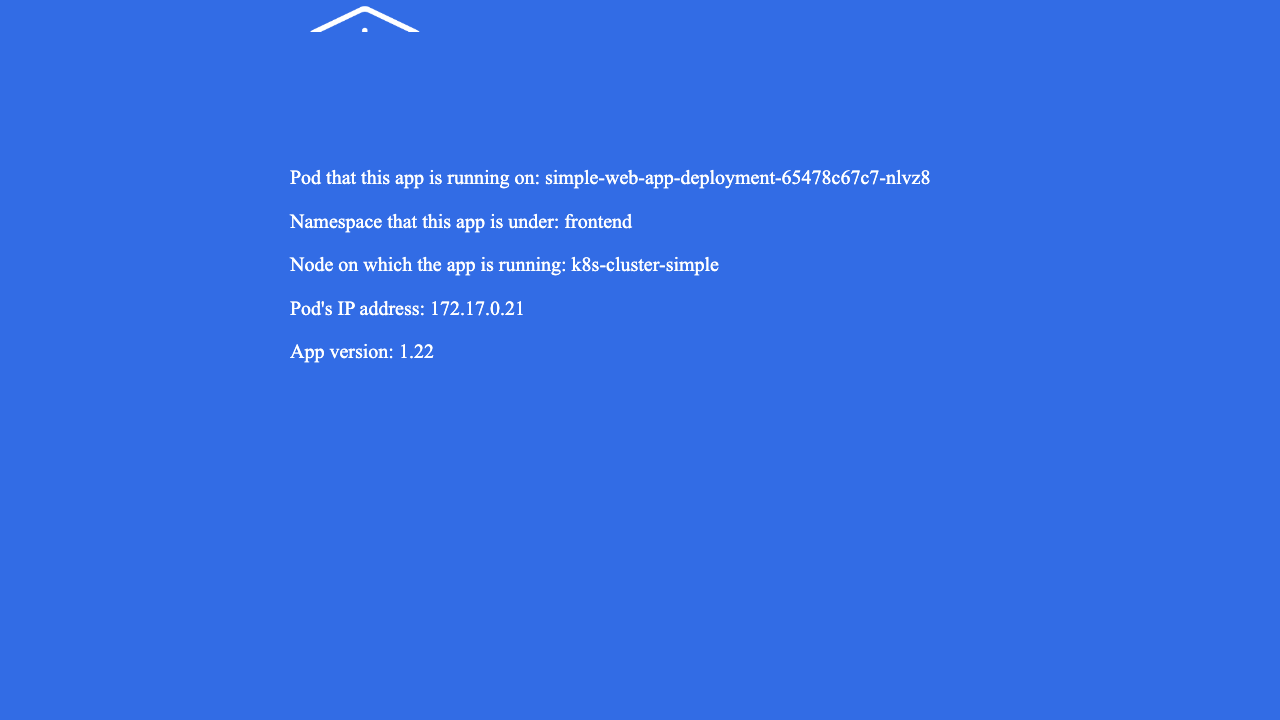 Pod that this app is running on: simple-web-app-deployment-65478c67c7-nlvz8
Namespace that this app is under: frontend
Node on which the app is running: k8s-cluster-simple
Pod's IP address: 172.17.0.21
App version: 1.22